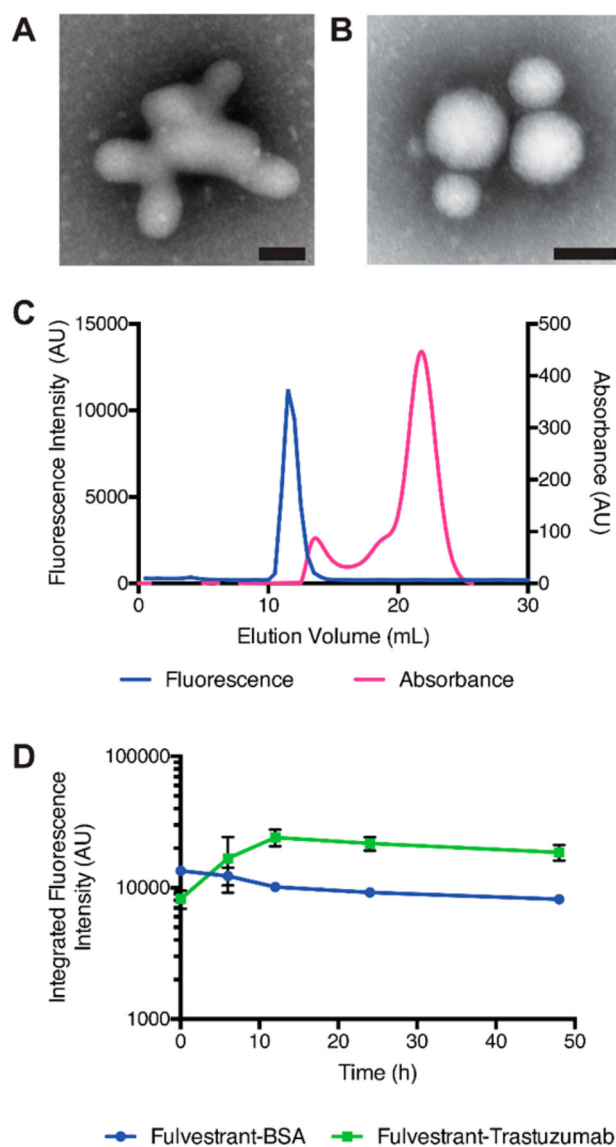 A
B
C
15000
10000
5000
0
Fluorescence Intensity (AU)
500
400
300
200
100
0
Absorbance (AU)
0 10 20 30
Elution Volume (mL)
Fluorescence Absorbance
D
100000
10000
1000
Integrated Fluorescence
Intensity (AU)
0 10 20 30 40 50
Time (h)
Fulvestrant-BSA Fulvestrant-Trastuzumab